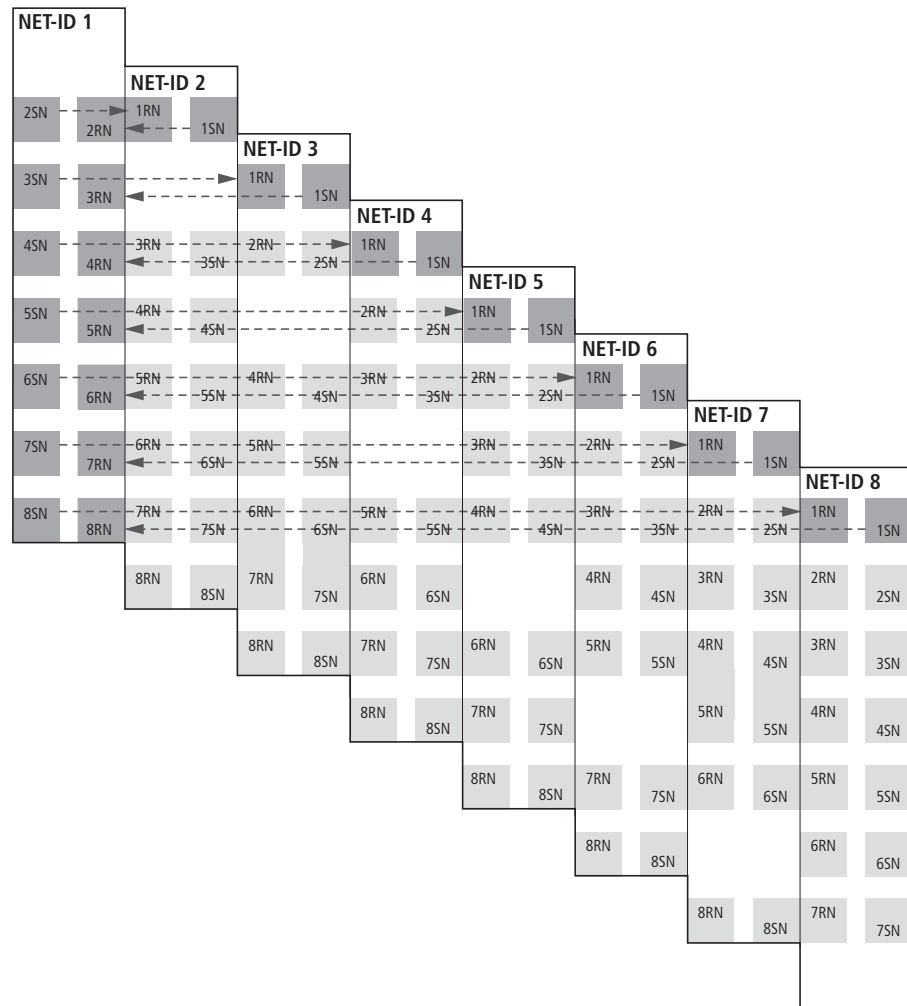 NET-ID 1
NET-ID 2
2SN 1RN
2RN 1SN
NET-ID 3
3SN 1RN
3RN 1SN
NET-ID 4
4SN 3RN 2RN 1RN
4RN 3SN 2SN 1SN
NET-ID 5
5SN 4RN 2RN 1RN
5RN 4SN 2SN 1SN
NET-ID 6
6SN 5RN 4RN 3RN 2RN 1RN
6RN 5SN 4SN 3SN 2SN 1SN
NET-ID 7
7SN 6RN 5RN 3RN 2RN 1RN
7RN 6SN 5SN 3SN 2SN 1SN
NET-ID 8
8SN 7RN 6RN 5RN 4RN 3RN 2RN 1RN
8RN 7SN 6SN 5SN 4SN 3SN 2SN 1SN
8RN 7RN 6RN 4RN 3RN 2RN
8SN 7SN 6SN 4SN 3SN 2SN
8RN 7RN 6RN 5RN 4RN 3RN
8SN 7SN 6SN 5SN 4SN 3SN
8RN 7RN 5RN 4RN
8SN 7SN 5SN 4SN
8RN 7RN 6RN 5RN
8SN 7SN 6SN 5SN
8RN 6RN
8SN 6SN
8RN 7RN
8SN 7SN